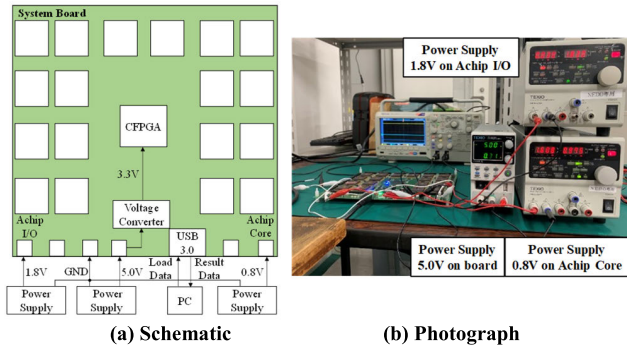 System Board
CFPGA
3.3V
Voltage
Converter
Achip
I/O
USB
3.0
Achip
Core
1.8V
GND
5.0V
Load
Data
Result
Data
0.8V
Power
Supply
Power
Supply
PC
Power
Supply
(a) Schematic
Power Supply
1.8V on Achip I/O
Power Supply
5.0V on board
Power Supply
0.8V on Achip Core
(b) Photograph